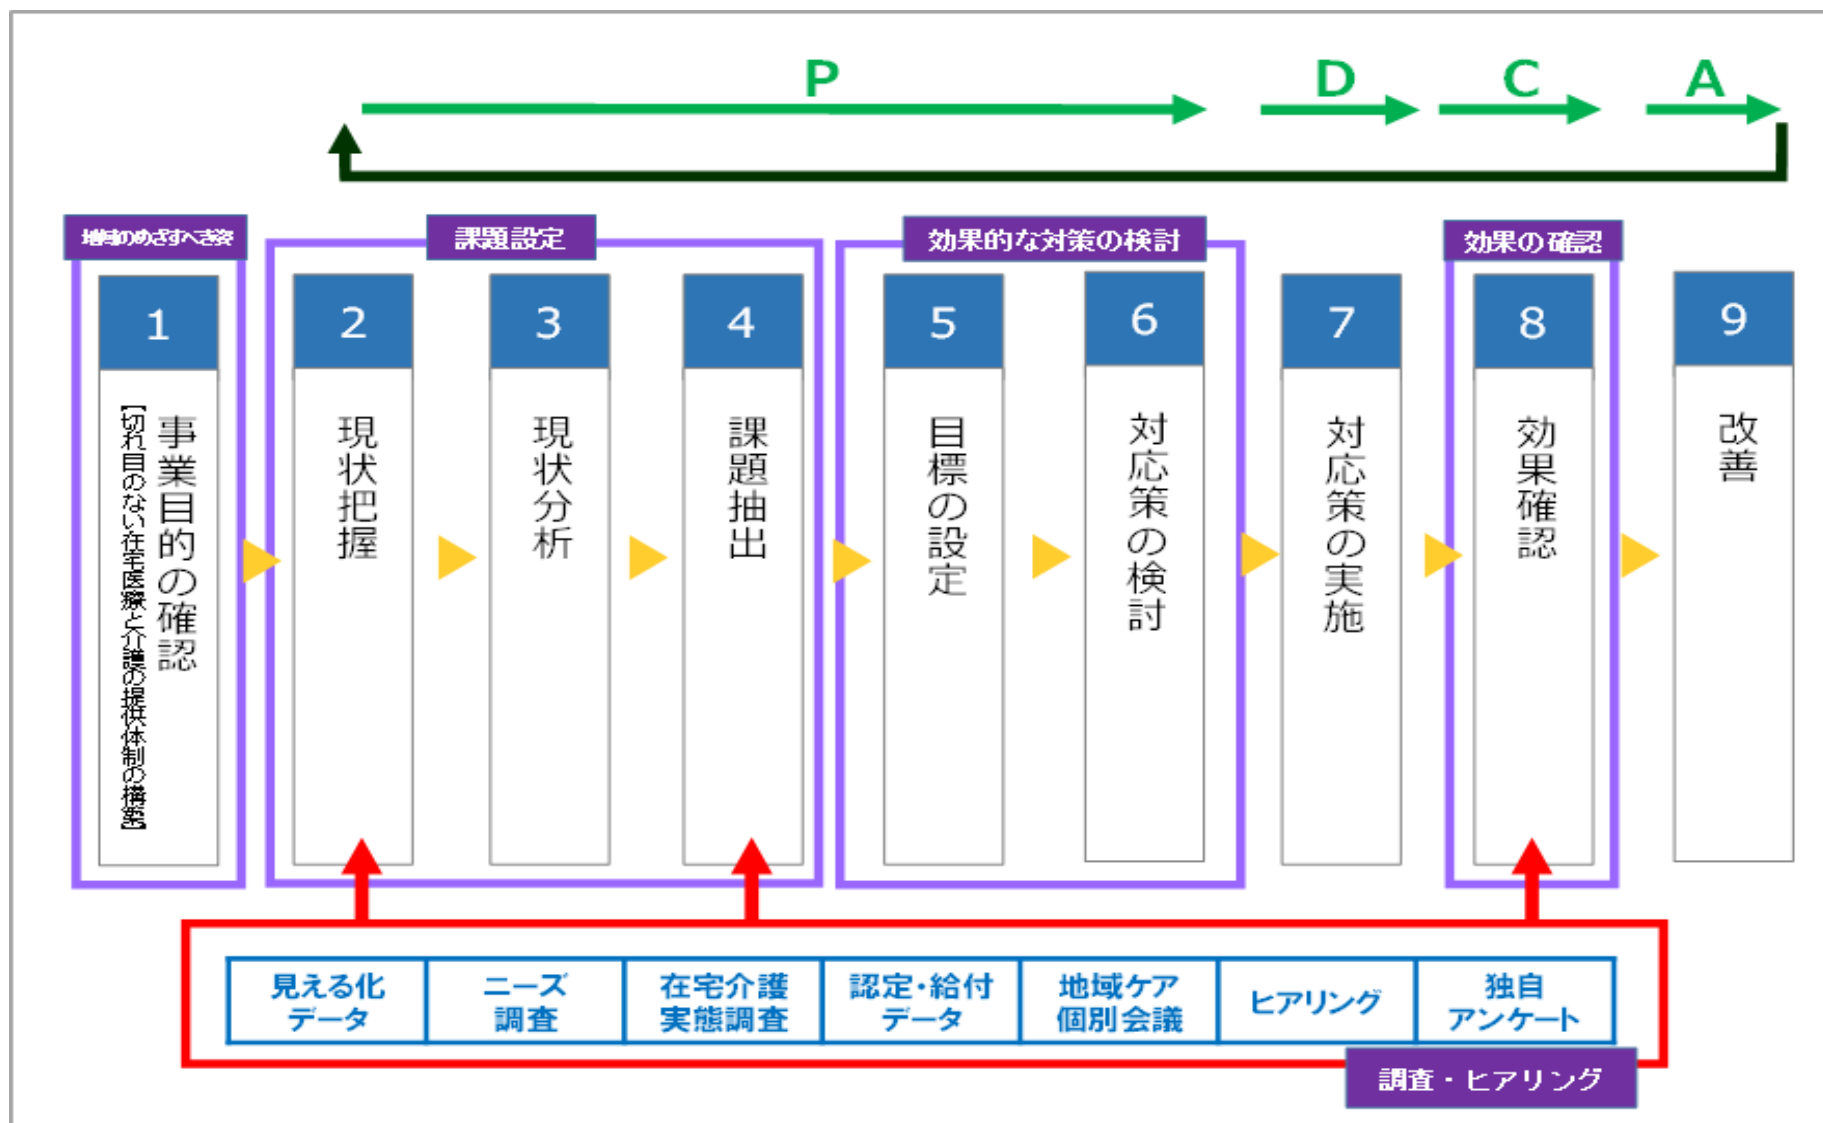 P
D
C
A
地域のめざすべき姿
課題設定
効果的な対策の検討
効果の確認
1
事業目的の確認
【切れ目のない在宅医療と介護の提供体制の構築】
2
現状把握
3
現状分析
4
課題抽出
5
目標の設定
6
対応策の検討
7
対応策の実施
8
効果確認
9
改善
見える化
データ
ニーズ
調査
在宅介護
実態調査
認定・給付
データ
地域ケア
個別会議
ヒアリング
独自
アンケート
調査・ヒアリング